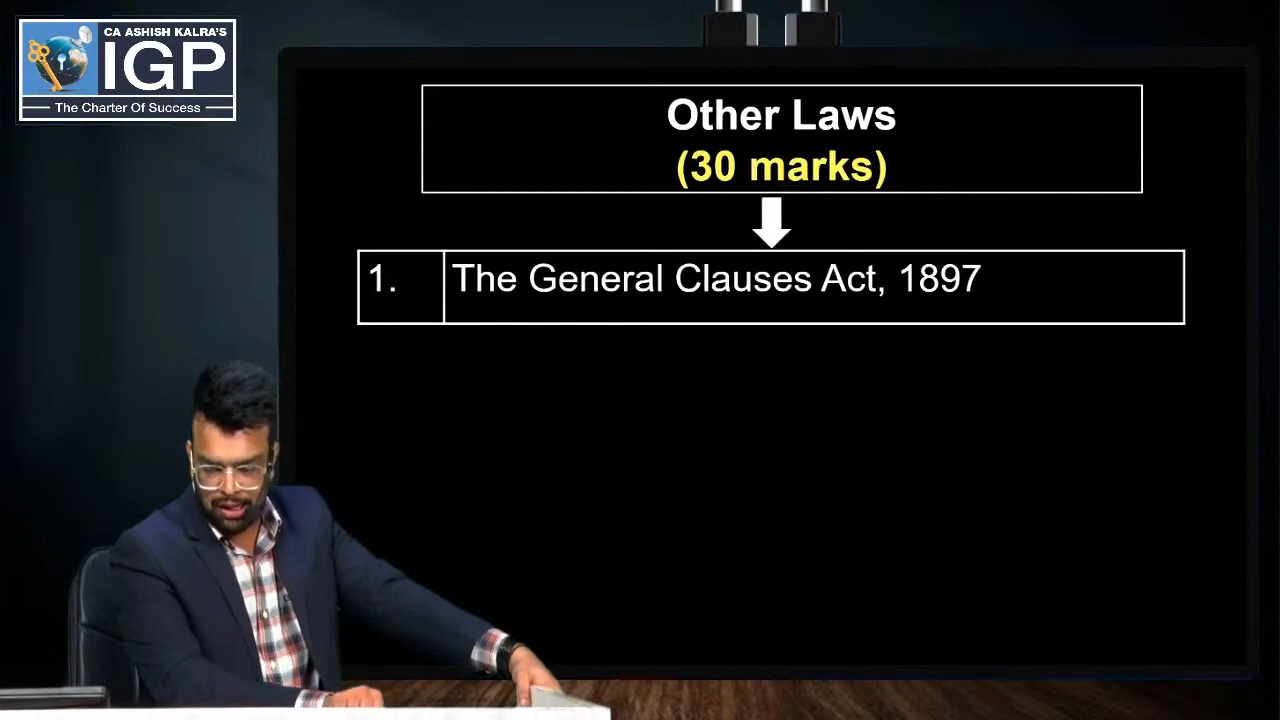 CA ASHISH KALRA'S
IGP
The Charter Of Success
Other Laws
(30 marks)
1. The General Clauses Act, 1897